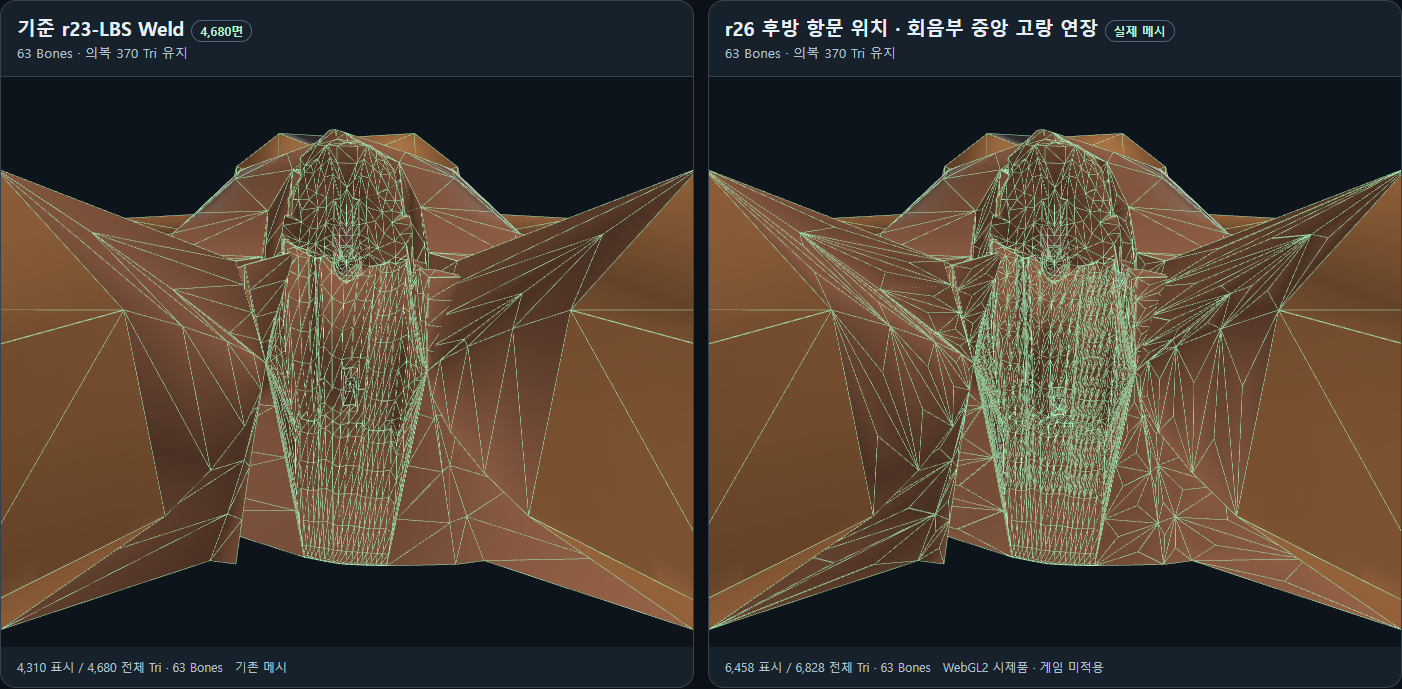 기준 r23-LBS Weld 4,680면
63 Bones · 의복 370 Tri 유지
4,310 표시 / 4,680 전체 Tri · 63 Bones 기존 메시
r26 후방 항문 위치 · 회음부 중앙 고랑 연장 실제 메시
63 Bones · 의복 370 Tri 유지
6,458 표시 / 6,828 전체 Tri · 63 Bones WebGL2 시제품 · 게임 미적용